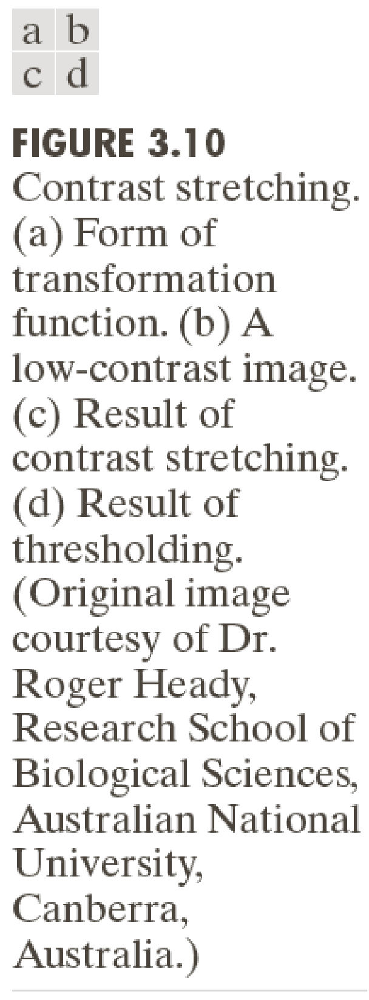 a b
c d
FIGURE 3.10
Contrast stretching.
(a) Form of
transformation
function. (b) A
low-contrast image.
(c) Result of
contrast stretching.
(d) Result of
thresholding.
(Original image
courtesy of Dr.
Roger Heady,
Research School of
Biological Sciences,
Australian National
University,
Canberra,
Australia.)